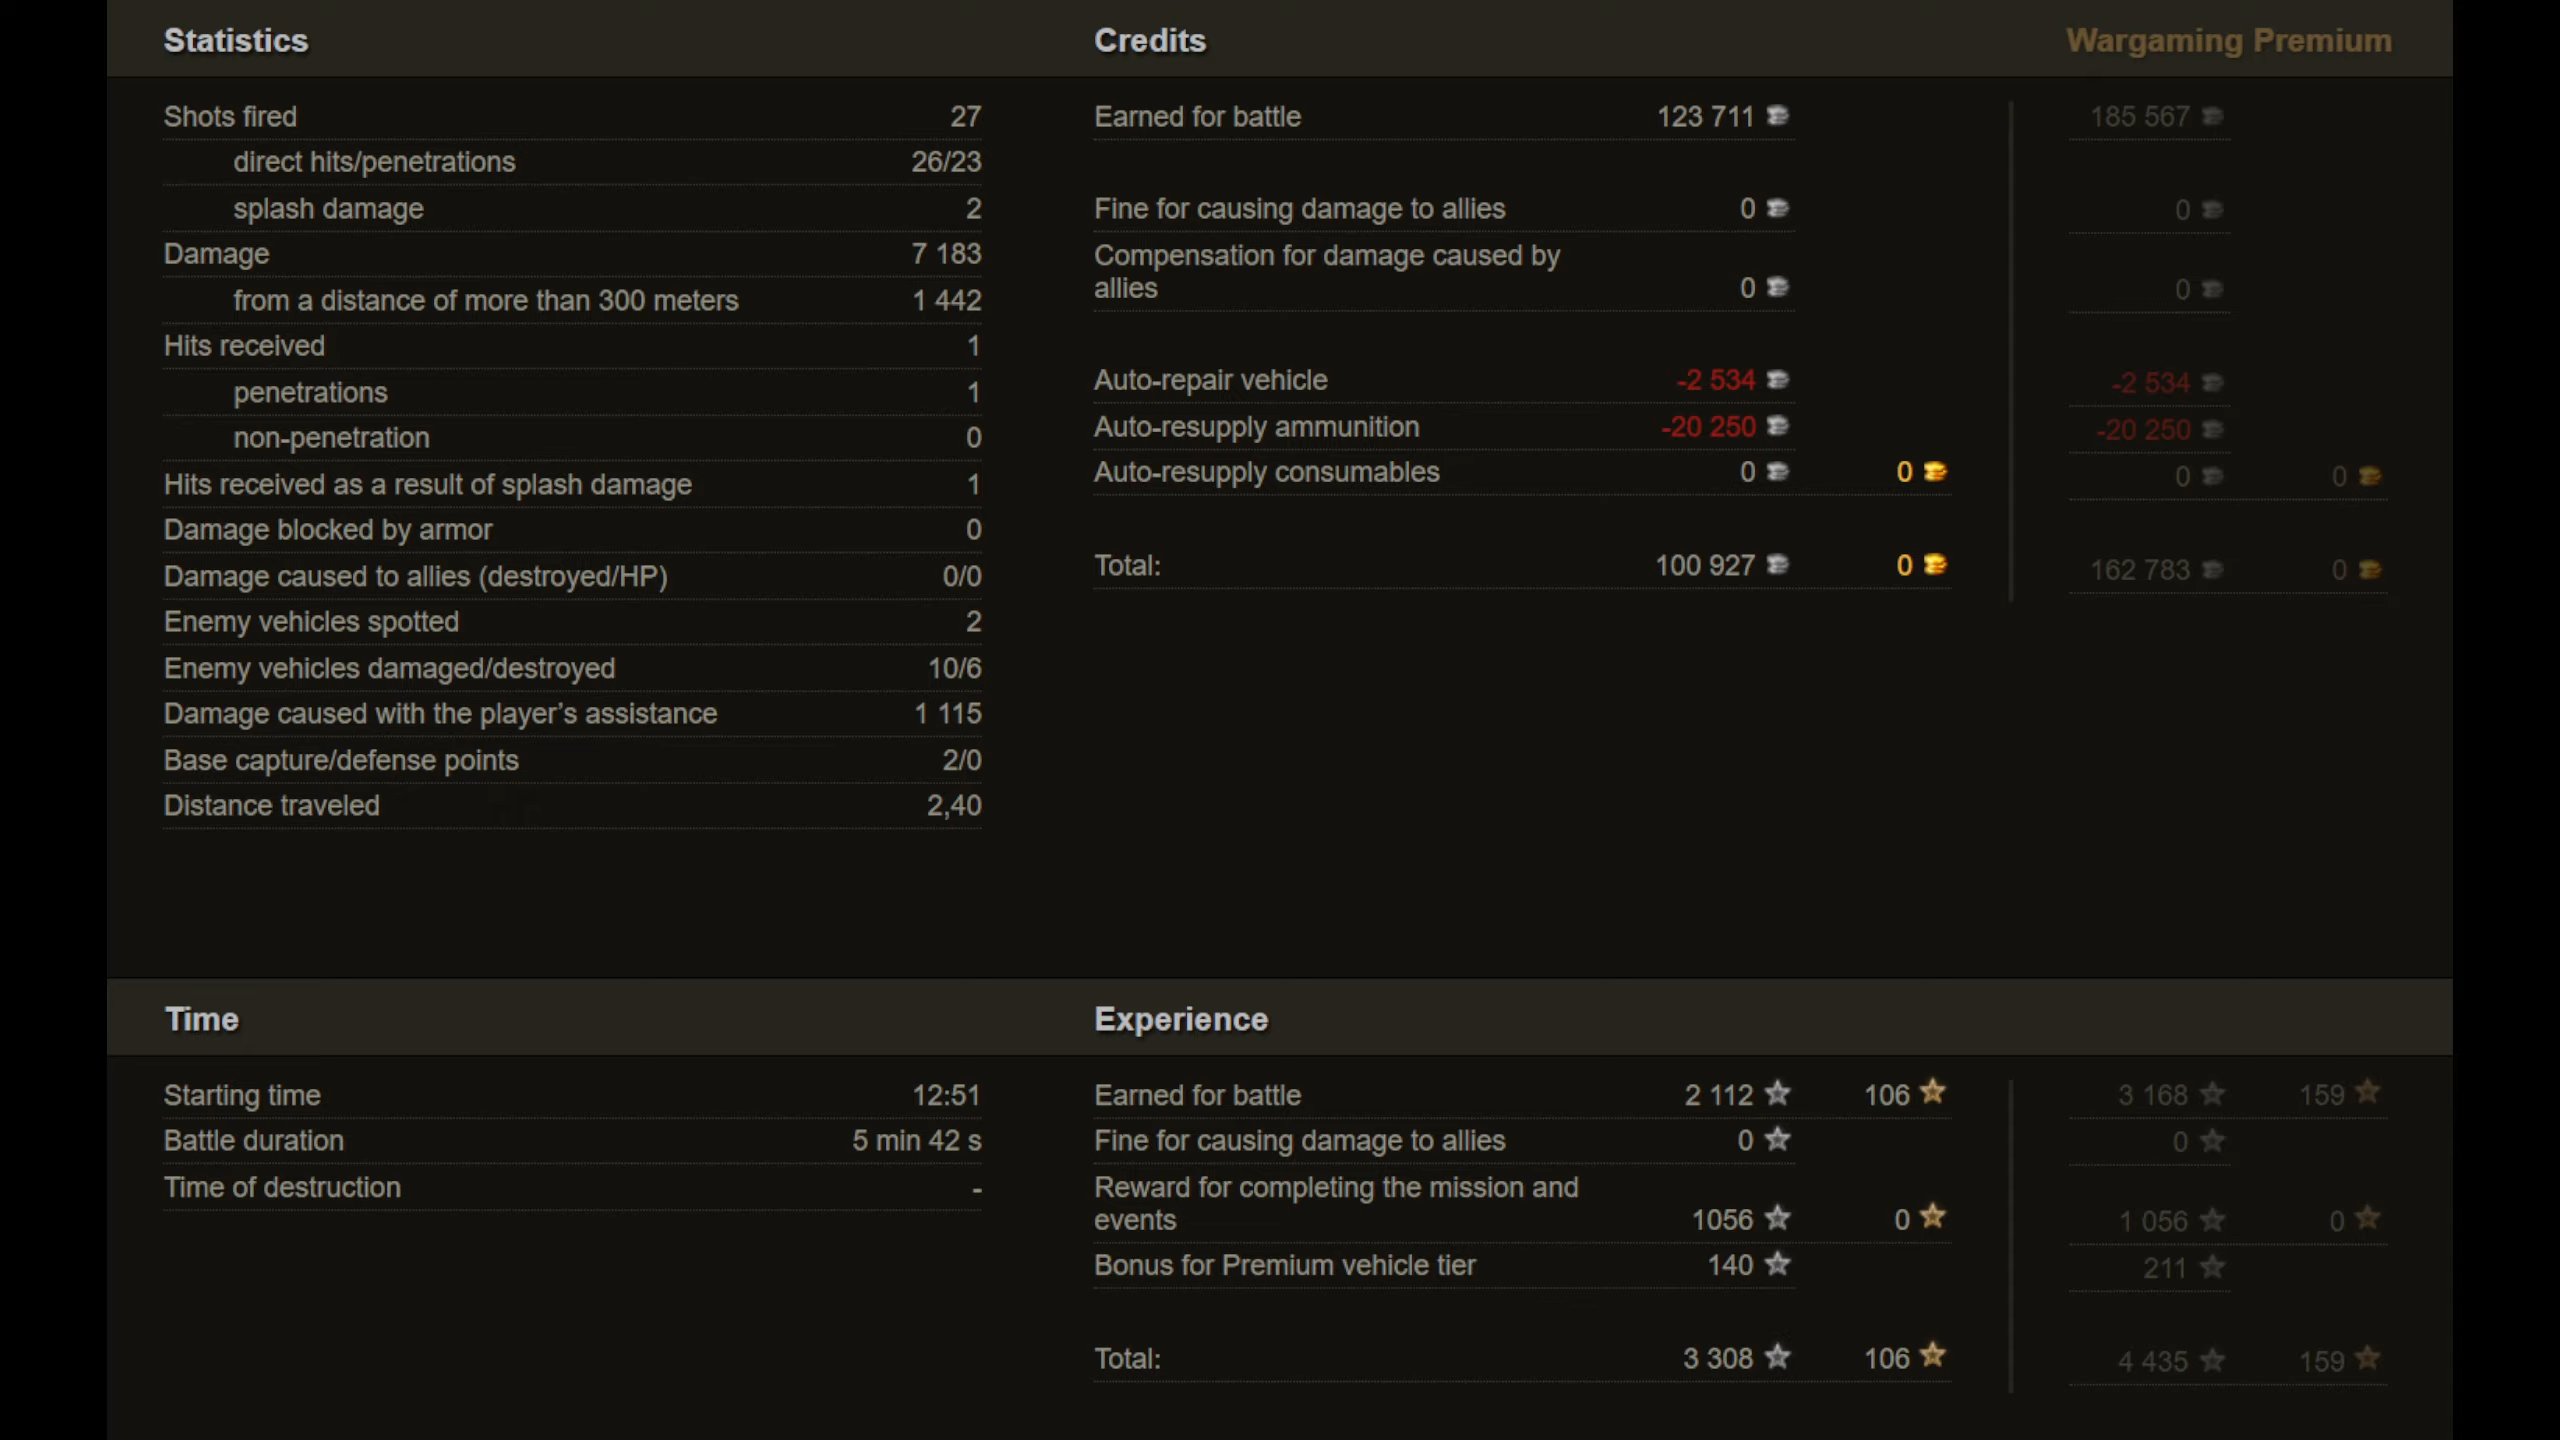 Statistics
Shots fired 27
direct hits/penetrations 26/23
splash damage 2
Damage 7 183
from a distance of more than 300 meters 1 442
Hits received 1
penetrations 1
non-penetration 0
Hits received as a result of splash damage 1
Damage blocked by armor 0
Damage caused to allies (destroyed/HP) 0/0
Enemy vehicles spotted 2
Enemy vehicles damaged/destroyed 10/6
Damage caused with the player’s assistance 1 115
Base capture/defense points 2/0
Distance traveled 2,40
Credits Wargaming Premium
Earned for battle 123 711 185 567
Fine for causing damage to allies 0 0
Compensation for damage caused by
allies 0 0
Auto-repair vehicle -2 534 -2 534
Auto-resupply ammunition -20 250 -20 250
Auto-resupply consumables 0 0 0 0
Total: 100 927 0 162 783 0
Time
Starting time 12:51
Battle duration 5 min 42 s
Time of destruction -
Experience
Earned for battle 2 112 106 3 168 159
Fine for causing damage to allies 0 0
Reward for completing the mission and
events 1056 0 1 056 0
Bonus for Premium vehicle tier 140 211
Total: 3 308 106 4 435 159